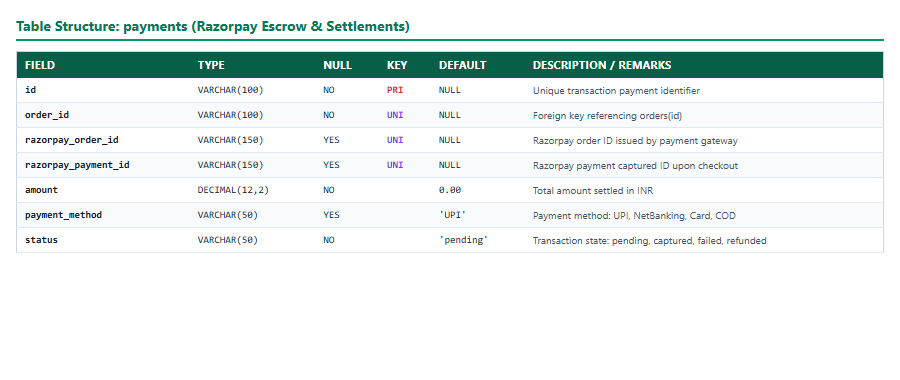 Table Structure: payments (Razorpay Escrow & Settlements)
FIELD TYPE NULL KEY DEFAULT DESCRIPTION / REMARKS
id VARCHAR(100) NO PRI NULL Unique transaction payment identifier
order_id VARCHAR(100) NO UNI NULL Foreign key referencing orders(id)
razorpay_order_id VARCHAR(150) YES UNI NULL Razorpay order ID issued by payment gateway
razorpay_payment_id VARCHAR(150) YES UNI NULL Razorpay payment captured ID upon checkout
amount DECIMAL(12,2) NO 0.00 Total amount settled in INR
payment_method VARCHAR(50) YES 'UPI' Payment method: UPI, NetBanking, Card, COD
status VARCHAR(50) NO 'pending' Transaction state: pending, captured, failed, refunded